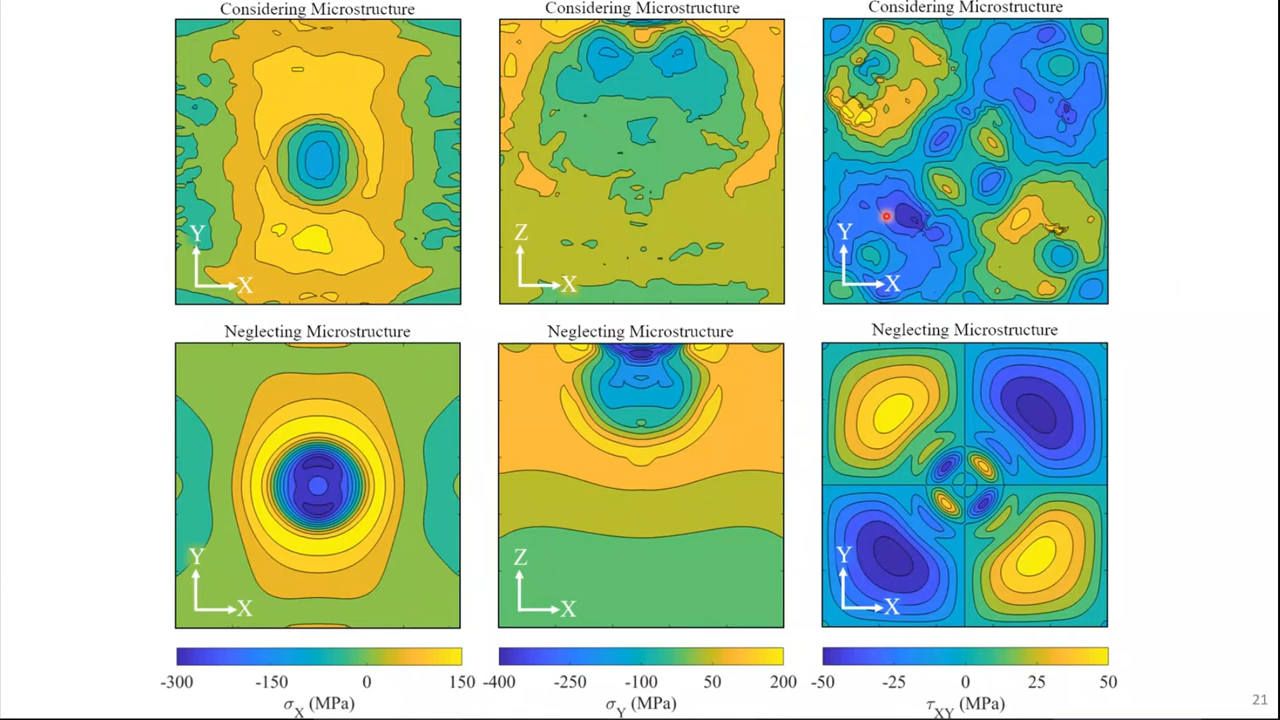 Considering Microstructure
Considering Microstructure
Considering Microstructure
Y
X
Z
X
Y
X
Neglecting Microstructure
Neglecting Microstructure
Neglecting Microstructure
Y
X
Z
X
Y
X
-300 -150 0 150
σX (MPa)
-400 -250 -100 50 200
σY (MPa)
-50 -25 0 25 50
τXY (MPa)
21